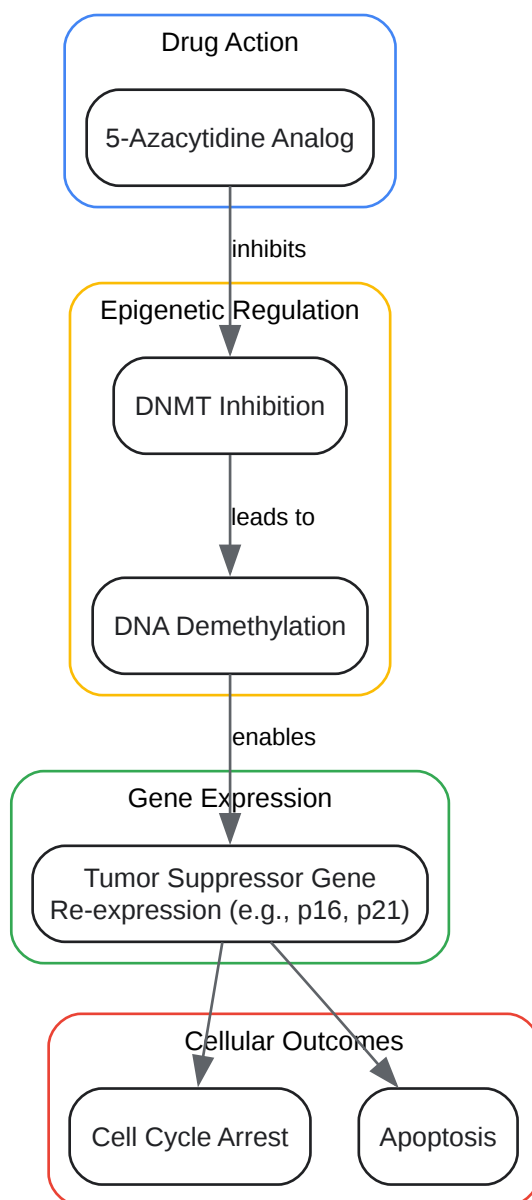 Drug Action
5-Azacytidine Analog
inhibits
Epigenetic Regulation
DNMT Inhibition
leads to
DNA Demethylation
enables
Gene Expression
Tumor Suppressor Gene
Re-expression (e.g., p16, p21)
Cellular Outcomes
Cell Cycle Arrest
Apoptosis